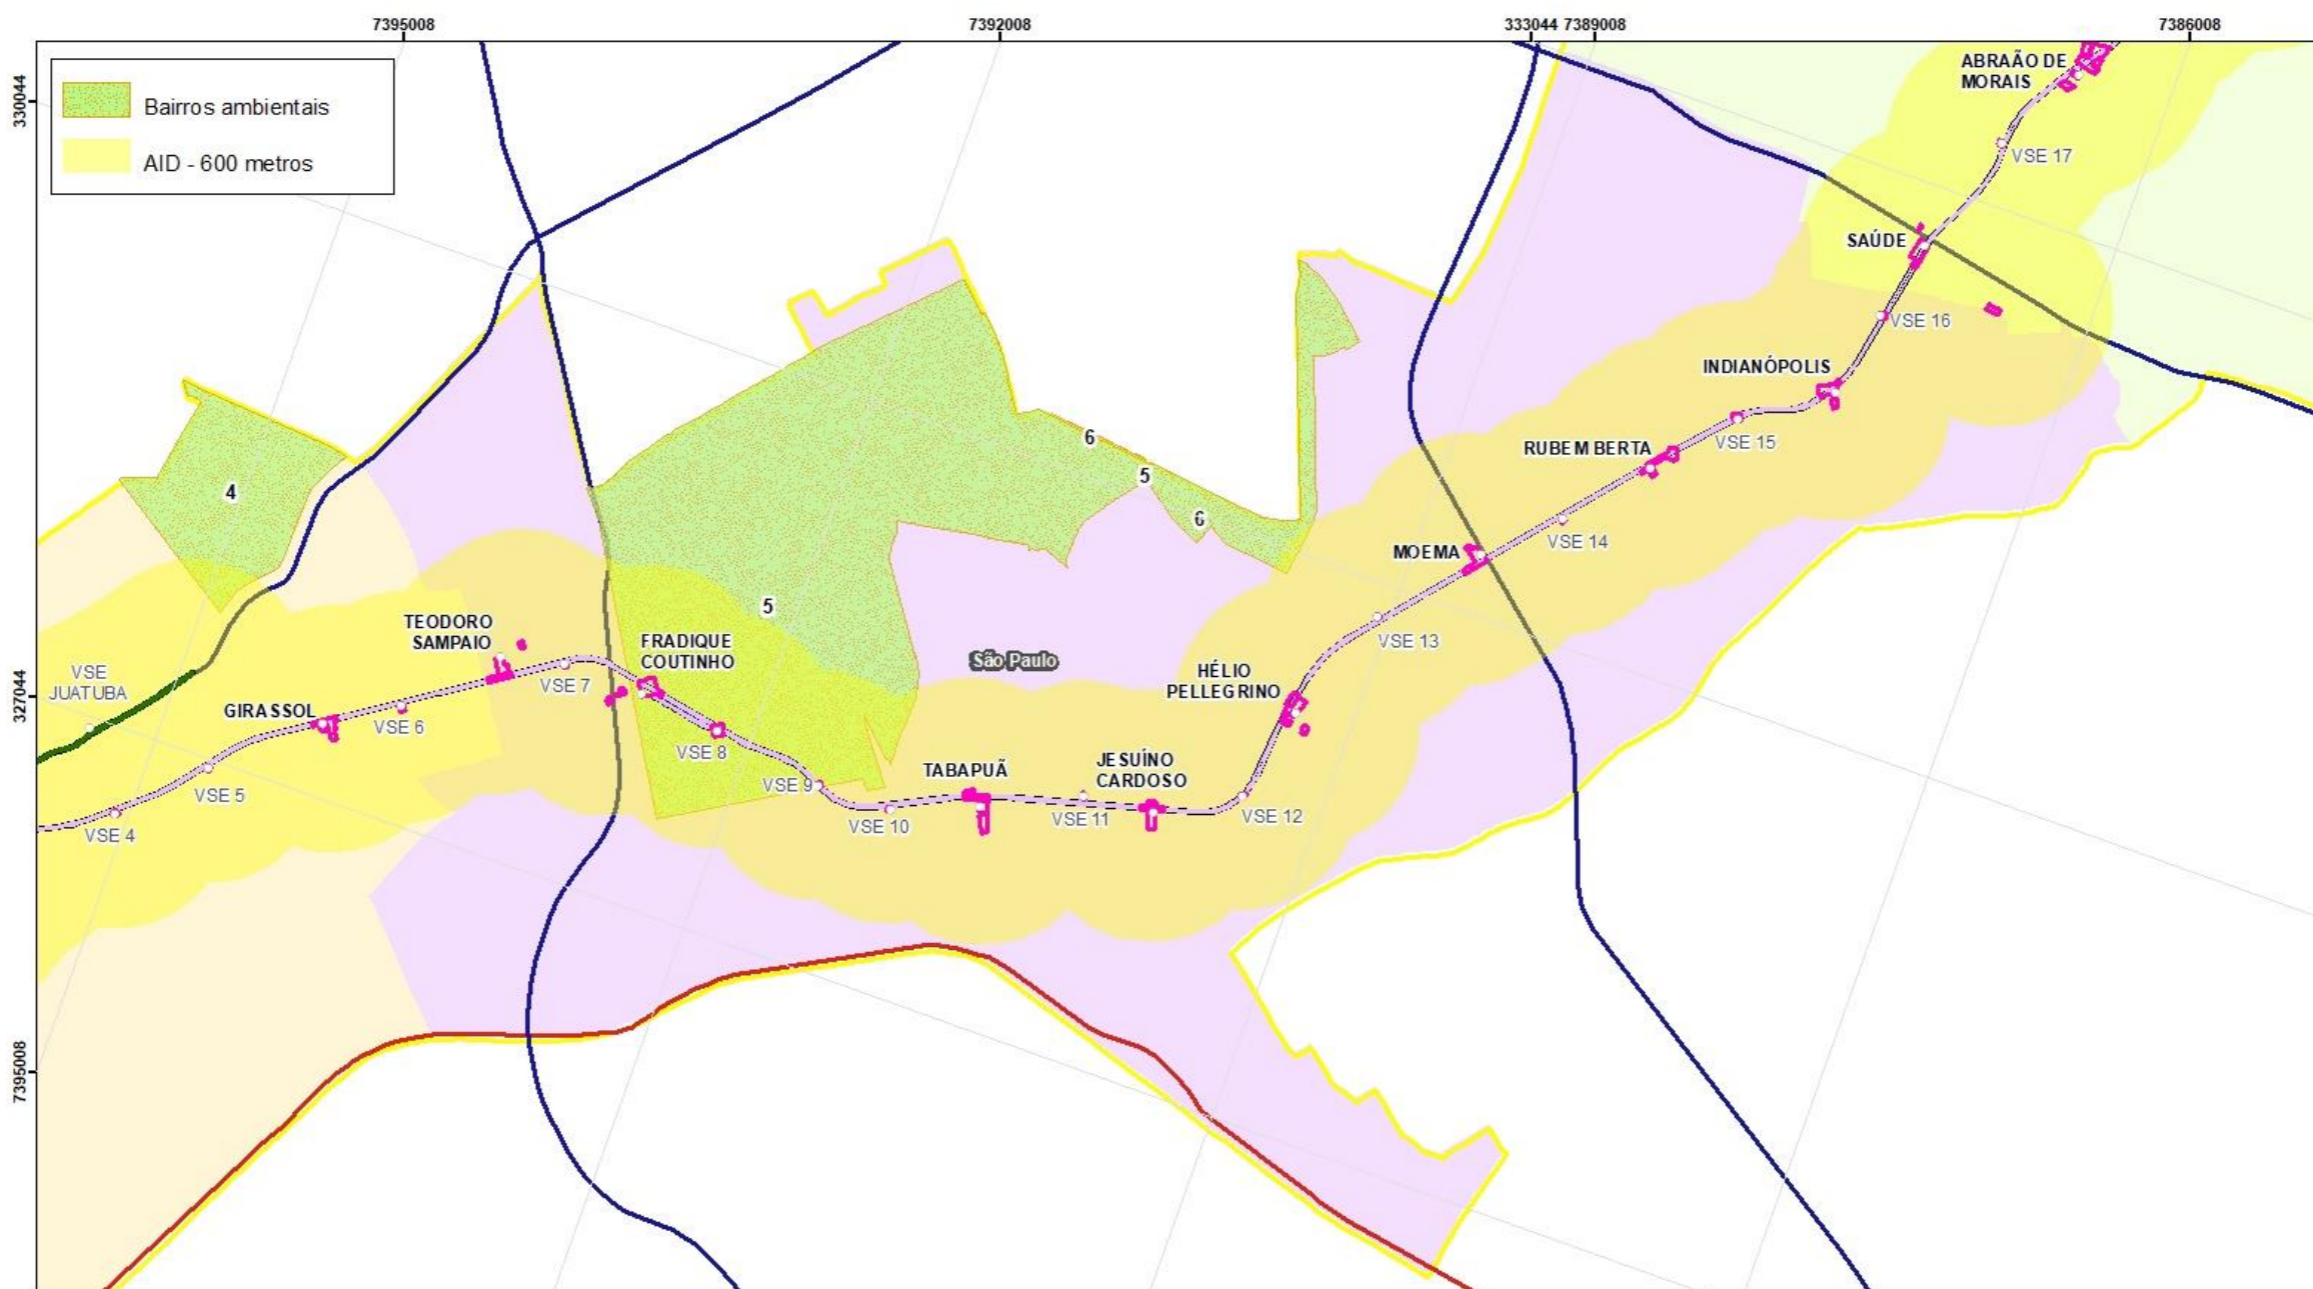 7395008
7392008
333044 7389008
7386008
330044
327044
7395008
Bairros ambientais
AID - 600 metros
ABRAÃO DE
MORAIS
VSE 17
SAÚDE
VSE 16
INDIANÓPOLIS
VSE 15
RUBEM BERTA
VSE 14
MOEMA
VSE 13
HÉLIO
PELLEGRINO
VSE 12
JESUÍNO
CARDOSO
VSE 11
TABAPUÃ
VSE 10
VSE 9
VSE 8
FRADIQUE
COUTINHO
VSE 7
TEODORO
SAMPAIO
VSE 6
GIRASSOL
VSE 5
VSE 4
VSE
JUATUBA
São Paulo
4
5
6
5
6